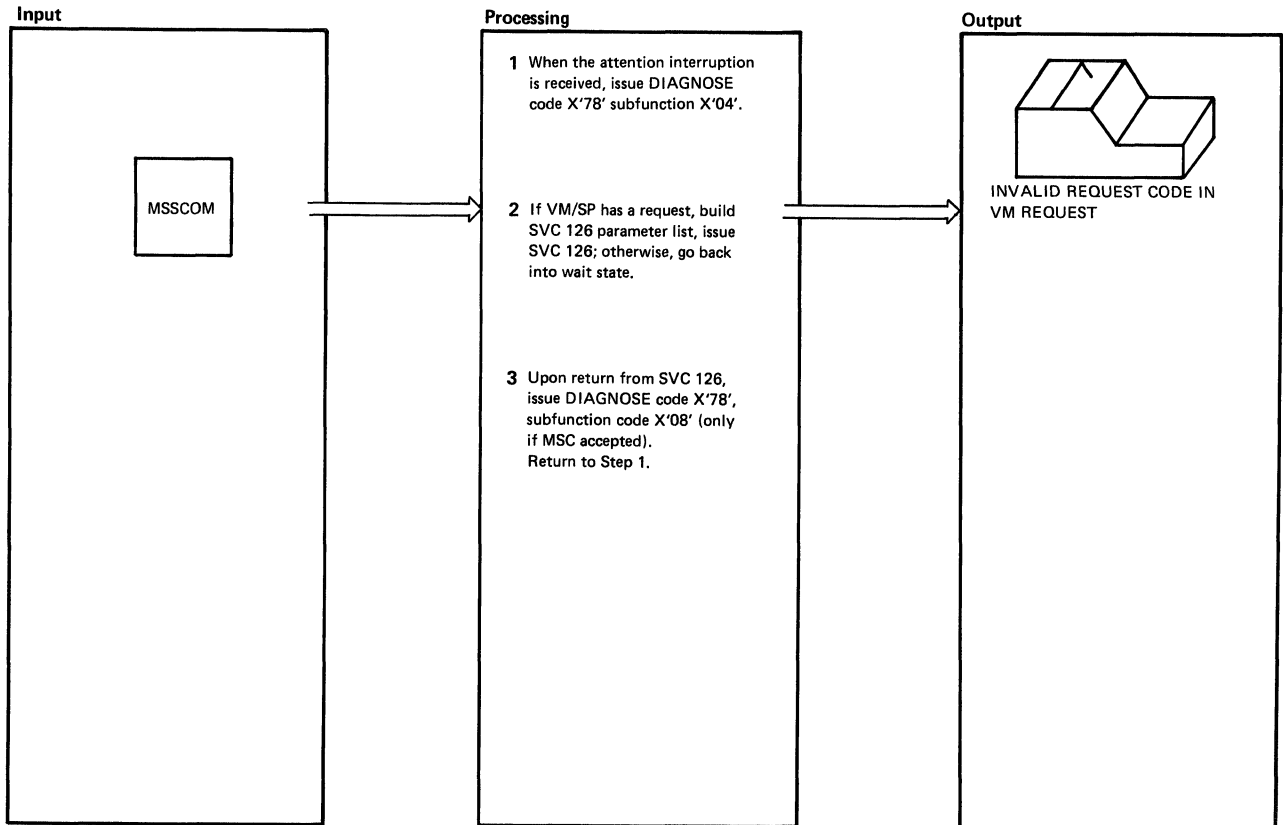 Input
Processing
Output
MSSCOM
1 When the attention interruption
is received, issue DIAGNOSE
code X'78' subfunction X'04'.
2 If VM/SP has a request, build
SVC 126 parameter list, issue
SVC 126; otherwise, go back
into wait state.
3 Upon return from SVC 126,
issue DIAGNOSE code X'78',
subfunction code X'08' (only
if MSC accepted).
Return to Step 1.
INVALID REQUEST CODE IN
VM REQUEST